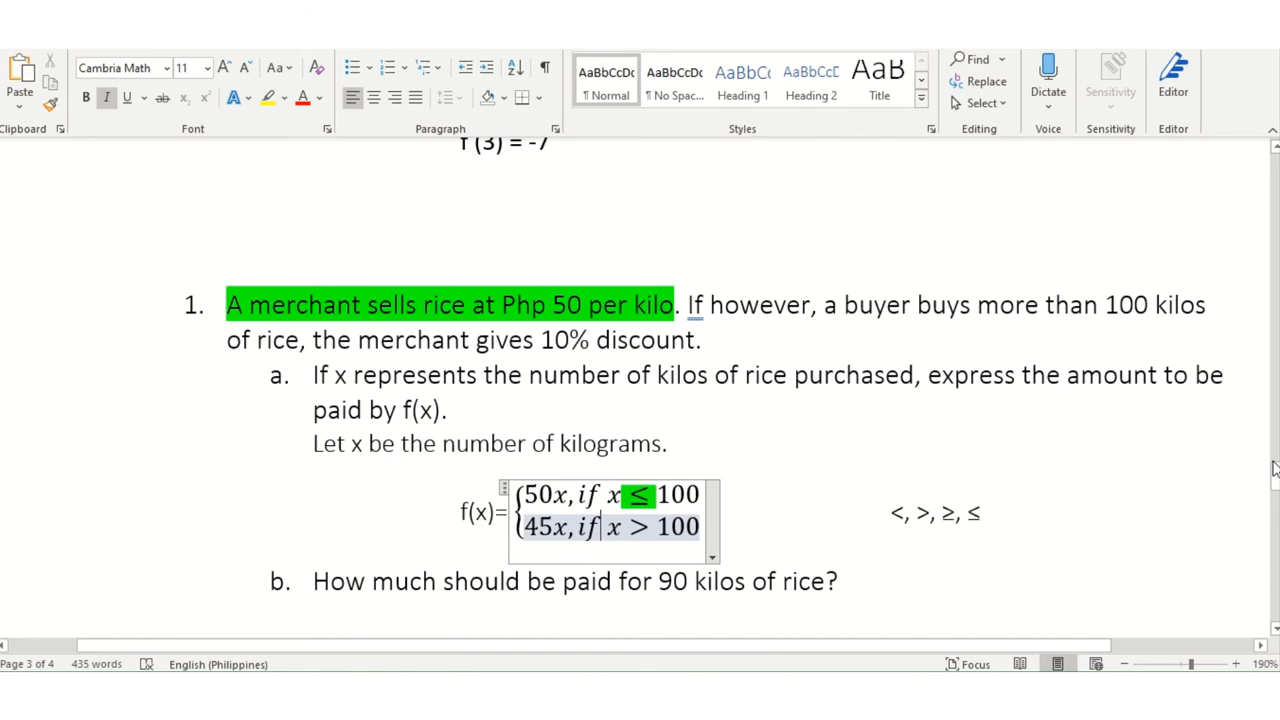 Cambria Math 11 A^ A˅ Aa Find
Paste B I U ab x₂ x² A A AaBbCcDc AaBbCcDc AaBbCc AaBbCcD AaB Replace Dictate Sensitivity Editor
¶ Normal ¶ No Spac... Heading 1 Heading 2 Title Select
Clipboard Font Paragraph Styles Editing Voice Sensitivity Editor
f (3) = -7
1. A merchant sells rice at Php 50 per kilo. If however, a buyer buys more than 100 kilos
of rice, the merchant gives 10% discount.
a. If x represents the number of kilos of rice purchased, express the amount to be
paid by f(x).
Let x be the number of kilograms.
50x, if x ≤ 100
f(x)= { <, >, ≥, ≤
45x, if x > 100
b. How much should be paid for 90 kilos of rice?
Page 3 of 4 435 words English (Philippines) Focus 190%